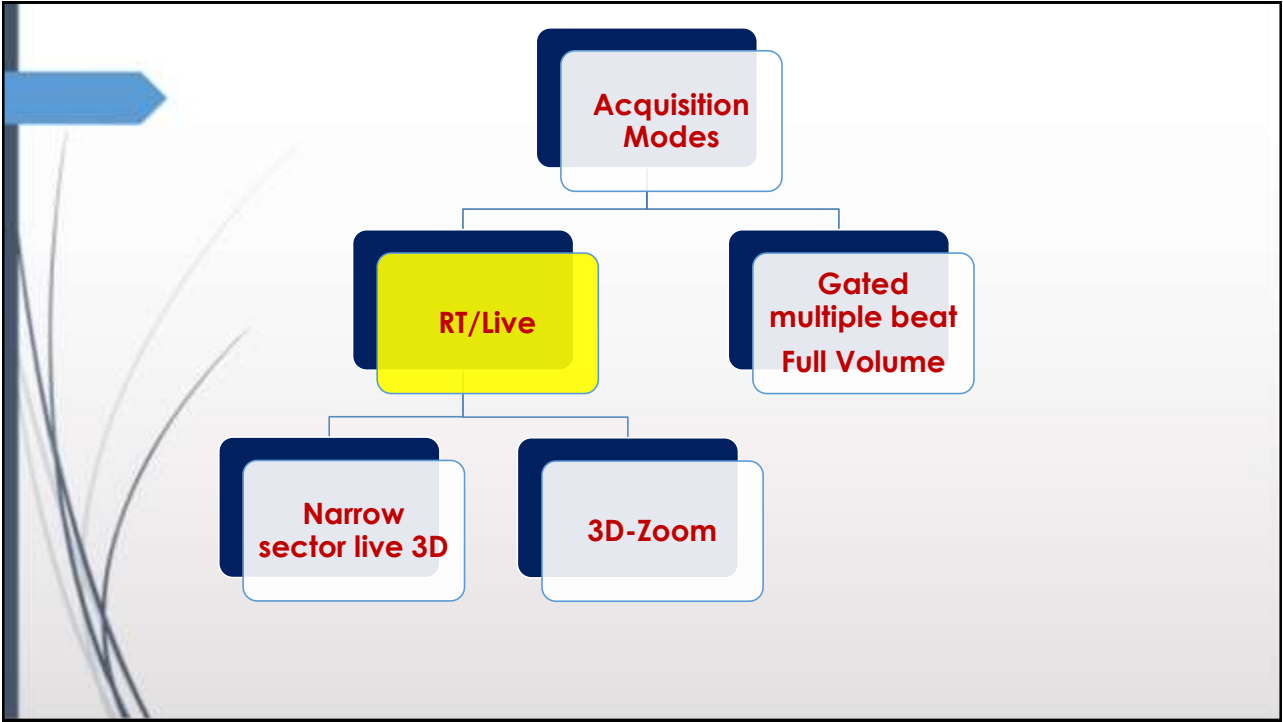 Acquisition
Modes
RT/Live
Gated
multiple beat
Full Volume
Narrow
sector live 3D
3D-Zoom